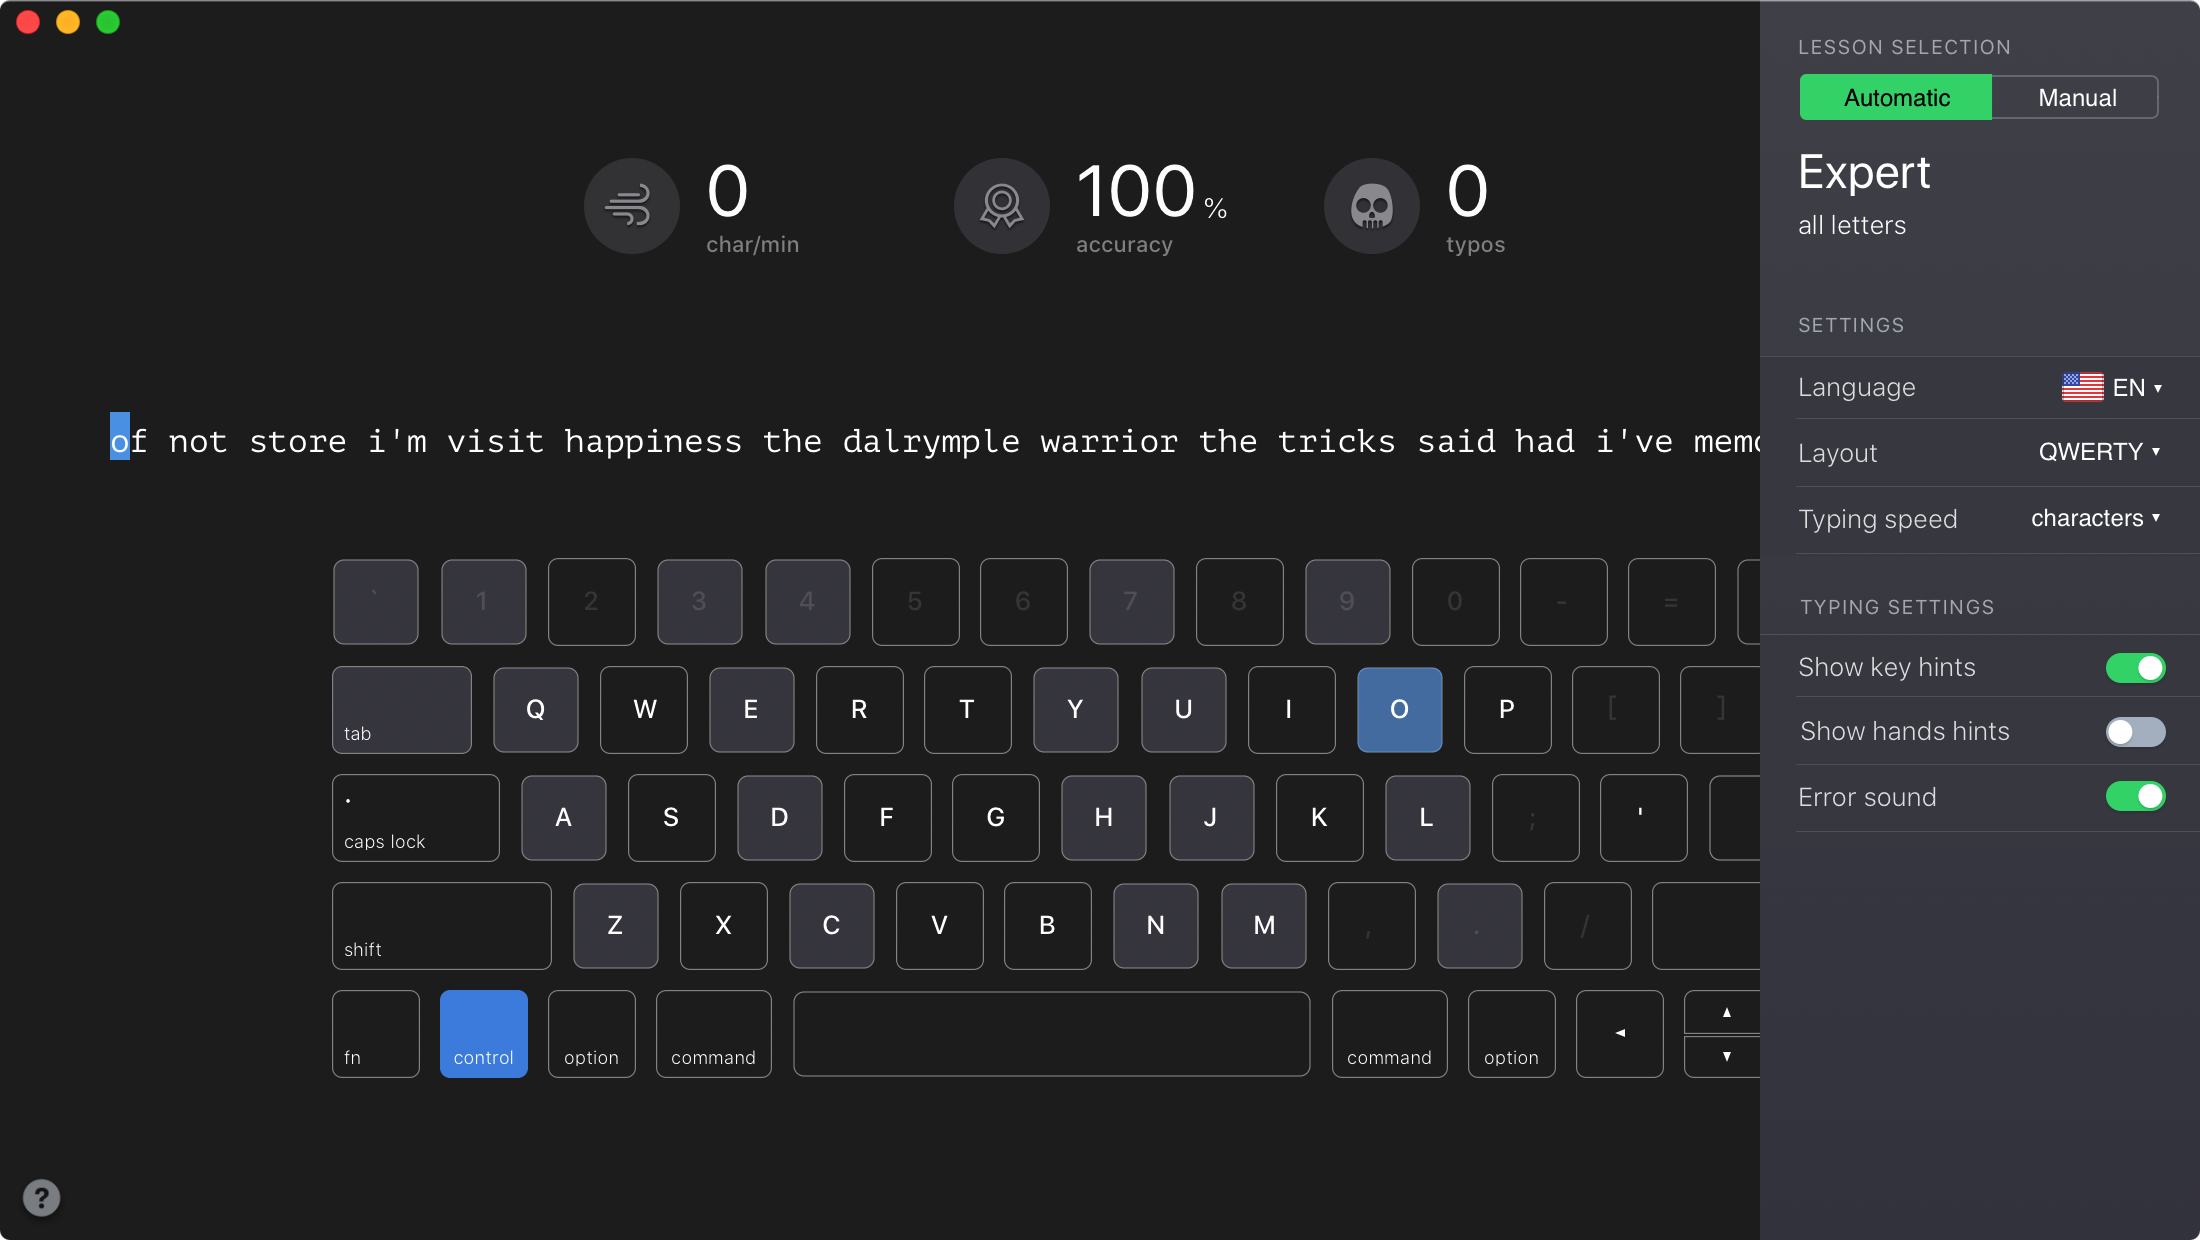 LESSON SELECTION
Automatic Manual
Expert
all letters
0
char/min
100 %
accuracy
0
typos
SETTINGS
Language EN
Layout QWERTY
Typing speed characters
of not store i'm visit happiness the dalrymple warrior the tricks said had i've memo
TYPING SETTINGS
Show key hints
Show hands hints
Error sound
` 1 2 3 4 5 6 7 8 9 0 - =
tab Q W E R T Y U I O P [ ]
caps lock A S D F G H J K L ; '
shift Z X C V B N M , . /
fn control option command command option
?